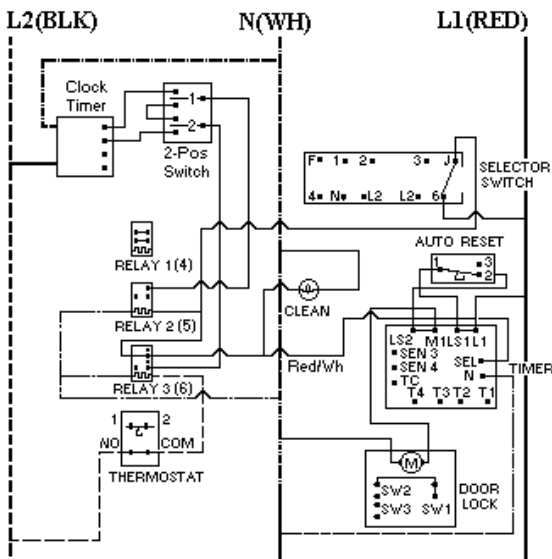 L2(BLK) N(WH) L1(RED)
Clock
Timer
1
2
2-Pos
Switch
F 1 2 3 J
4 N L2 L2 6
SELECTOR
SWITCH
RELAY 1 (4)
AUTO RESET
1 3
2
RELAY 2 (5)
CLEAN
LS2 M1 LS1 L1
SEN 3
SEN 4
TC
SEL
N
T4 T3 T2 T1
TIMER
Red/Wh
RELAY 3 (6)
1 2
NO COM
THERMOSTAT
M
SW2
SW3 SW1
DOOR
LOCK